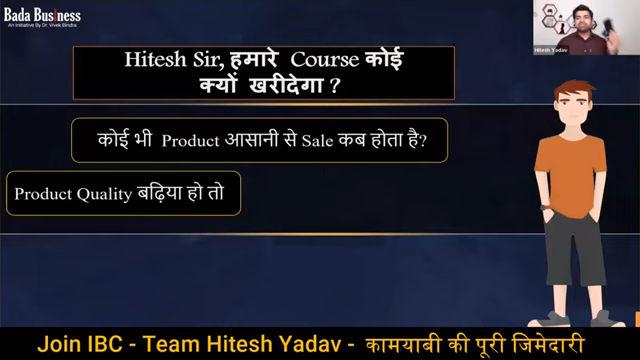 Bada Business
An Initiative By Dr. Vivek Bindra
Hitesh Yadav
Hitesh Sir, हमारे Course कोई
क्यों खरीदेगा ?
कोई भी Product आसानी से Sale कब होता है?
Product Quality बढ़िया हो तो
Join IBC - Team Hitesh Yadav - कामयाबी की पूरी जिमेदारी